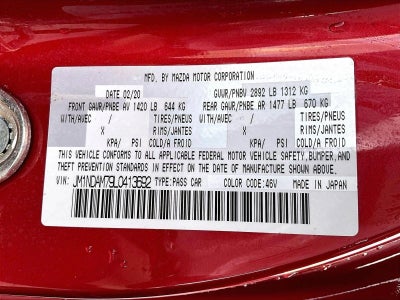 MFD. BY MAZDA MOTOR CORPORATION
DATE 02/20 GVWR/PNBV 2892 LB 1312 KG
FRONT GAWR/PNBE AV 1420 LB 644 KG REAR GAWR/PNBE AR 1477 LB 670 KG
WITH/AVEC / TIRES/PNEUS WITH/AVEC / TIRES/PNEUS
X RIMS/JANTES X RIMS/JANTES
KPA/ PSI COLD/A FROID KPA/ PSI COLD/A FROID
THIS VEHICLE CONFORMS TO ALL APPLICABLE FEDERAL MOTOR VEHICLE SAFETY, BUMPER, AND
THEFT PREVENTION STANDARDS IN EFFECT ON THE DATE OF MANUFACTURE SHOWN ABOVE.
VIN: JM1NDAM79L0413692 TYPE:PASS CAR COLOR CODE:46V MADE IN JAPAN